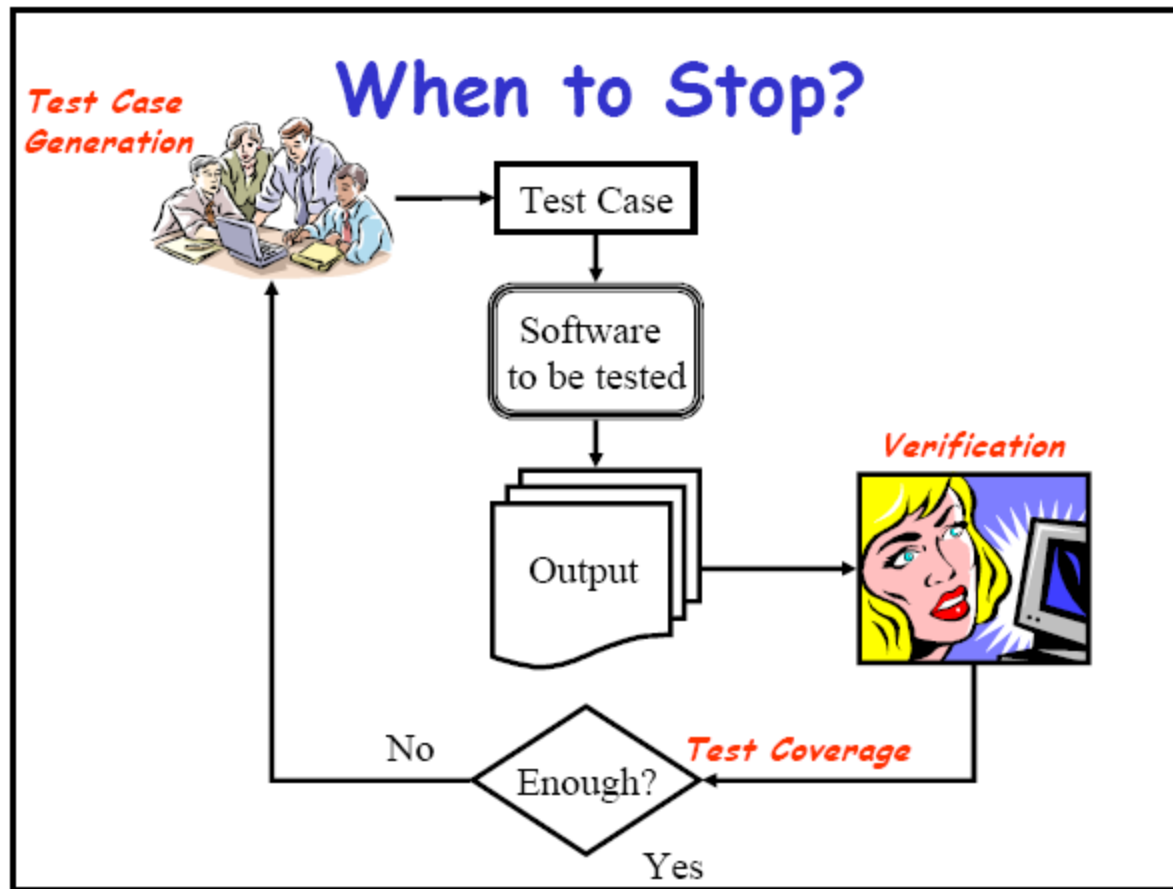 When to Stop?
Test Case
Generation
Test Case
Software
to be tested
Verification
Output
No
Test Coverage
Enough?
Yes